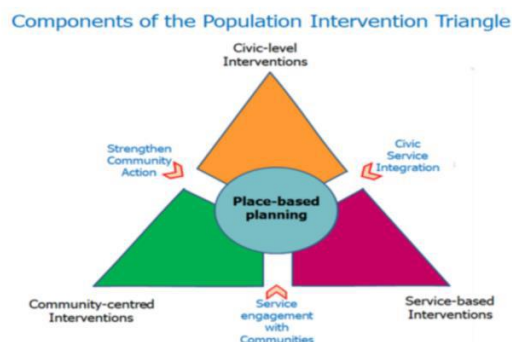 Components of the Population Intervention Triangle
Civic-level
Interventions
Strengthen
Community
Action
Civic
Service
Integration
Place-based
planning
Community-centred
Interventions
Service
engagement
with
Communities
Service-based
Interventions